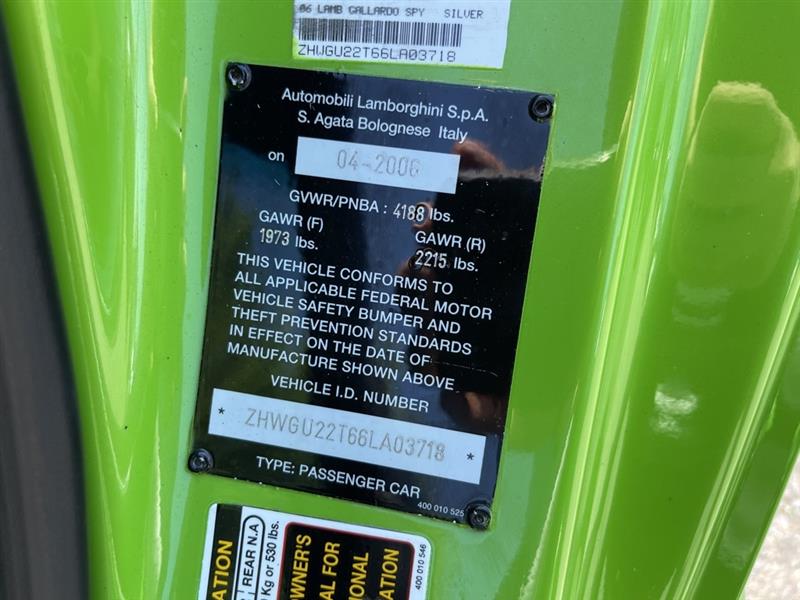 06 LAMB GALLARDO SPY SILVER
ZHWGU22T66LA03718
Automobili Lamborghini S.p.A.
S. Agata Bolognese Italy
on 04-2006
GVWR/PNBA : 4188 lbs.
GAWR (F) GAWR (R)
1973 lbs. 2215 lbs.
THIS VEHICLE CONFORMS TO
ALL APPLICABLE FEDERAL MOTOR
VEHICLE SAFETY BUMPER AND
THEFT PREVENTION STANDARDS
IN EFFECT ON THE DATE OF
MANUFACTURE SHOWN ABOVE
VEHICLE I.D. NUMBER
* ZHWGU22T66LA03718 *
TYPE: PASSENGER CAR
400 010 525
ATION
REAR N.A
Kg or 530 lbs.
WNER'S
AL FOR
IONAL
ATION
400 010 546